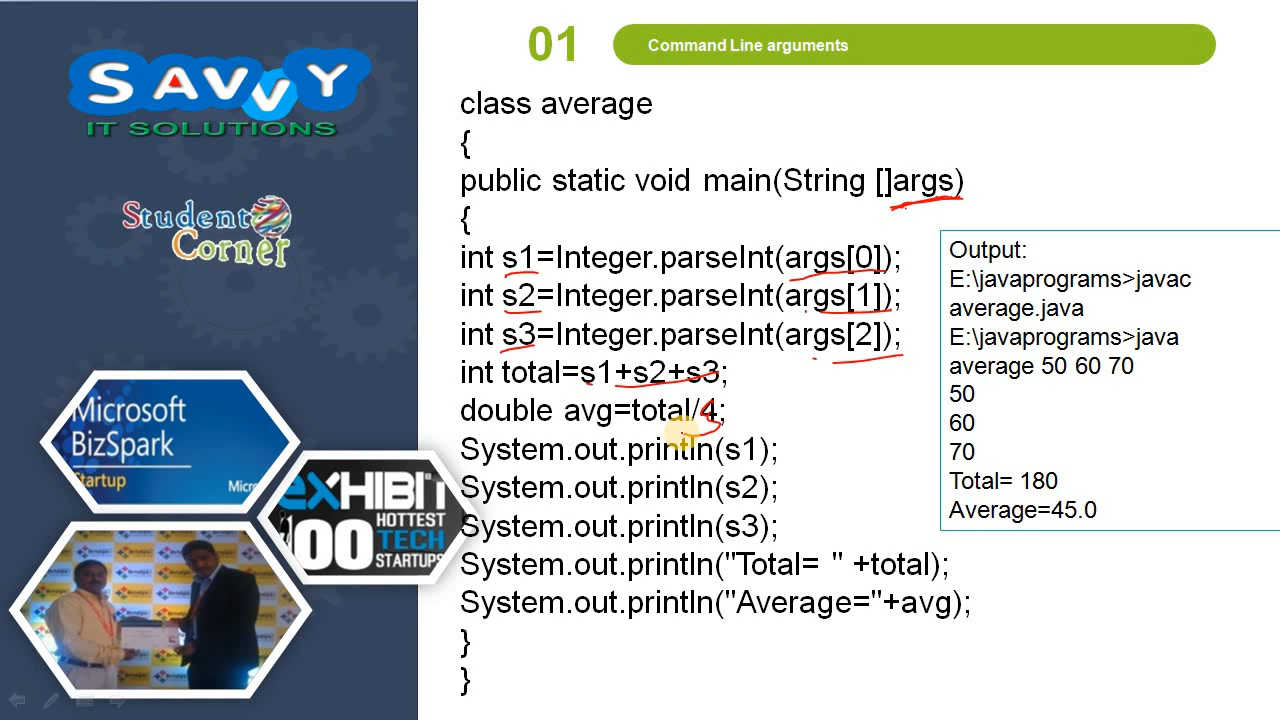 SAVVY
IT SOLUTIONS
Student
Corner
Microsoft
BizSpark
Startup
Micros
eXHIBIT
100 HOTTEST
TECH
STARTUPS
01
Command Line arguments
class average
{
public static void main(String []args)
{
int s1=Integer.parseInt(args[0]);
int s2=Integer.parseInt(args[1]);
int s3=Integer.parseInt(args[2]);
int total=s1+s2+s3;
double avg=total/4;
System.out.println(s1);
System.out.println(s2);
System.out.println(s3);
System.out.println("Total= " +total);
System.out.println("Average="+avg);
}
}
Output:
E:\javaprograms>javac
average.java
E:\javaprograms>java
average 50 60 70
50
60
70
Total= 180
Average=45.0